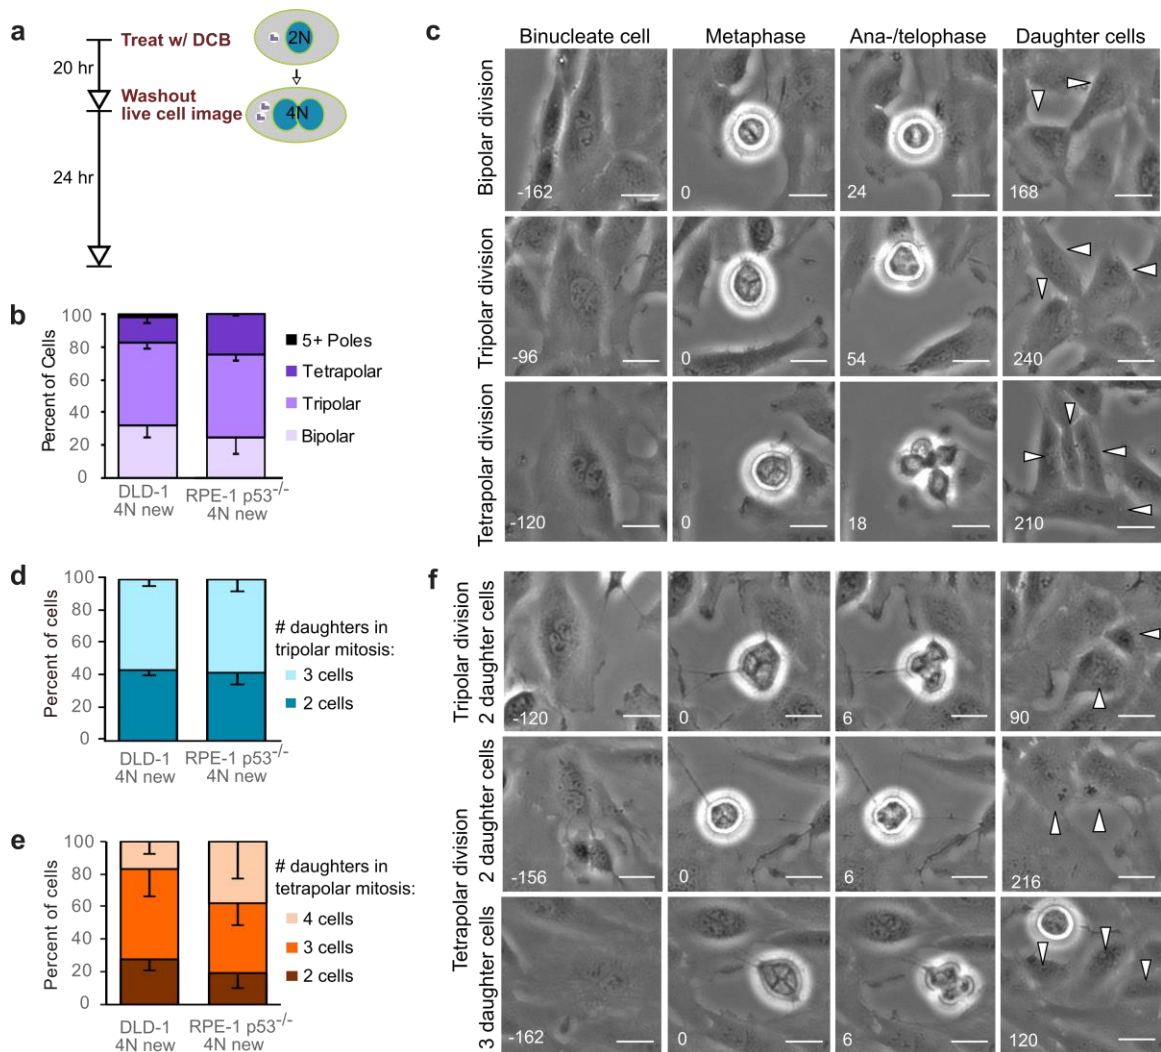 a
Treat w/ DCB
20 hr
Washout
live cell image
24 hr
2N
4N
b
Percent of Cells
100
80
60
40
20
0
5+ Poles
Tetrapolar
Tripolar
Bipolar
DLD-1
4N new
RPE-1 p53-/-
4N new
c
Binucleate cell
Metaphase
Ana-/telophase
Daughter cells
Bipolar division
-162
0
24
168
Tripolar division
-96
0
54
240
Tetrapolar division
-120
0
18
210
d
Percent of cells
100
80
60
40
20
0
# daughters in
tripolar mitosis:
3 cells
2 cells
DLD-1
4N new
RPE-1 p53-/-
4N new
e
Percent of cells
100
80
60
40
20
0
# daughters in
tetrapolar mitosis:
4 cells
3 cells
2 cells
DLD-1
4N new
RPE-1 p53-/-
4N new
f
Tripolar division
2 daughter cells
-120
0
6
90
Tetrapolar division
2 daughter cells
-156
0
6
216
3 daughter cells
-162
0
6
120